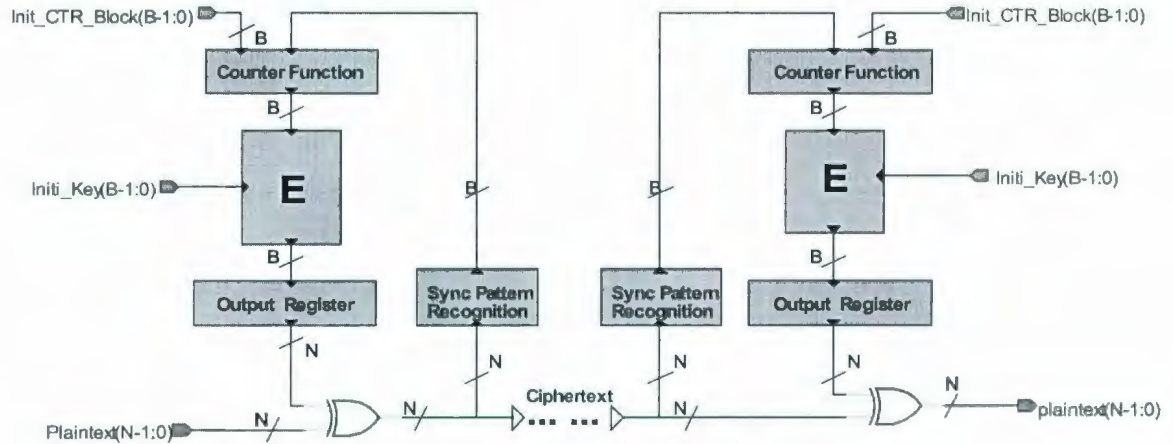 Init_CTR_Block(B-1:0)
B
Counter Function
B
E
Initi_Key(B-1:0)
B
Output Register
N
Plaintext(N-1:0)
N
N
B
Sync Pattern
Recognition
N
Ciphertext
B
Sync Pattern
Recognition
N
N
Init_CTR_Block(B-1:0)
B
Counter Function
B
E
Initi_Key(B-1:0)
B
Output Register
N
N
plaintext(N-1:0)